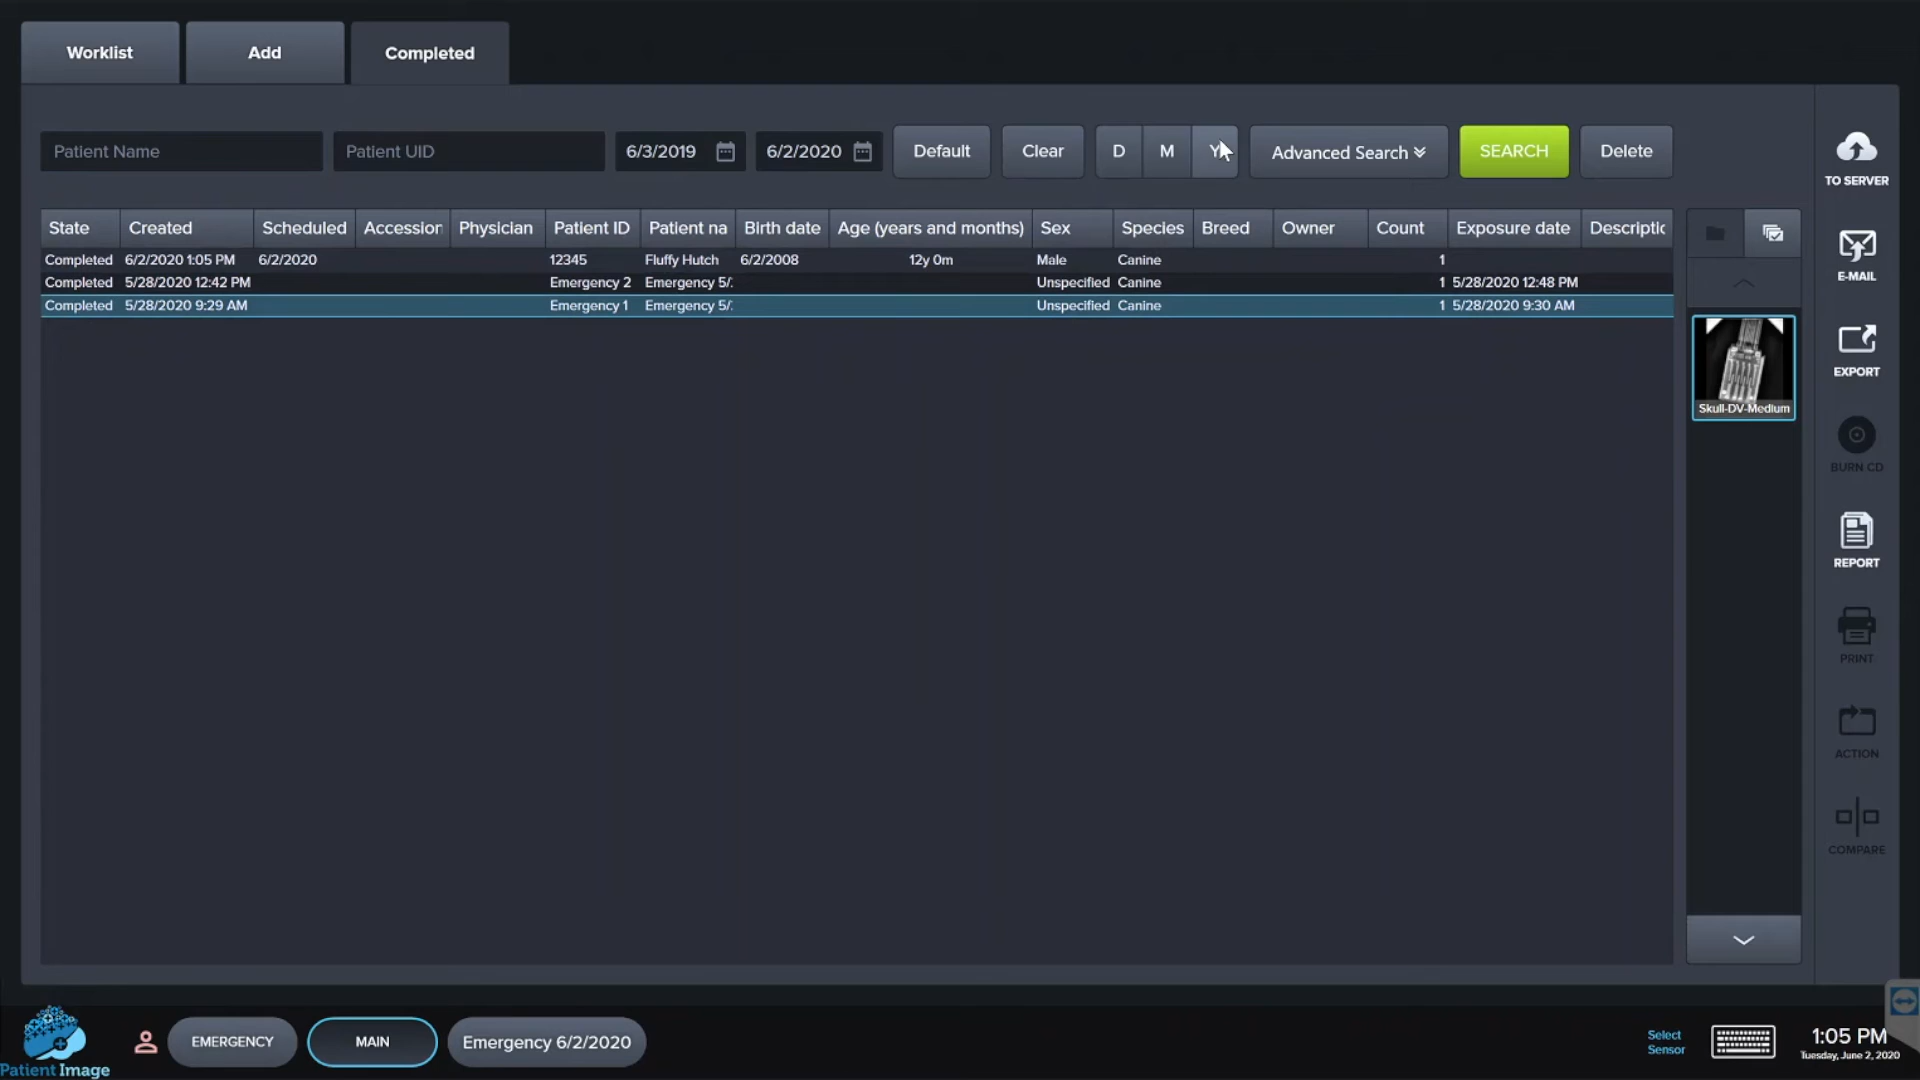 Worklist
Add
Completed
Patient Name
Patient UID
6/3/2019
6/2/2020
Default
Clear
D
M
Y
Advanced Search
SEARCH
Delete
TO SERVER
State Created Scheduled Accession Physician Patient ID Patient na Birth date Age (years and months) Sex Species Breed Owner Count Exposure date Descriptic
Completed 6/2/2020 1:05 PM 6/2/2020 12345 Fluffy Hutch 6/2/2008 12y 0m Male Canine 1
Completed 5/28/2020 12:42 PM Emergency 2 Emergency 5/ Unspecified Canine 1 5/28/2020 12:48 PM
Completed 5/28/2020 9:29 AM Emergency 1 Emergency 5/ Unspecified Canine 1 5/28/2020 9:30 AM
Skull-DV-Medium
E-MAIL
EXPORT
BURN CD
REPORT
PRINT
ACTION
COMPARE
Patient Image
EMERGENCY
MAIN
Emergency 6/2/2020
Select
Sensor
1:05 PM
Tuesday, June 2, 2020